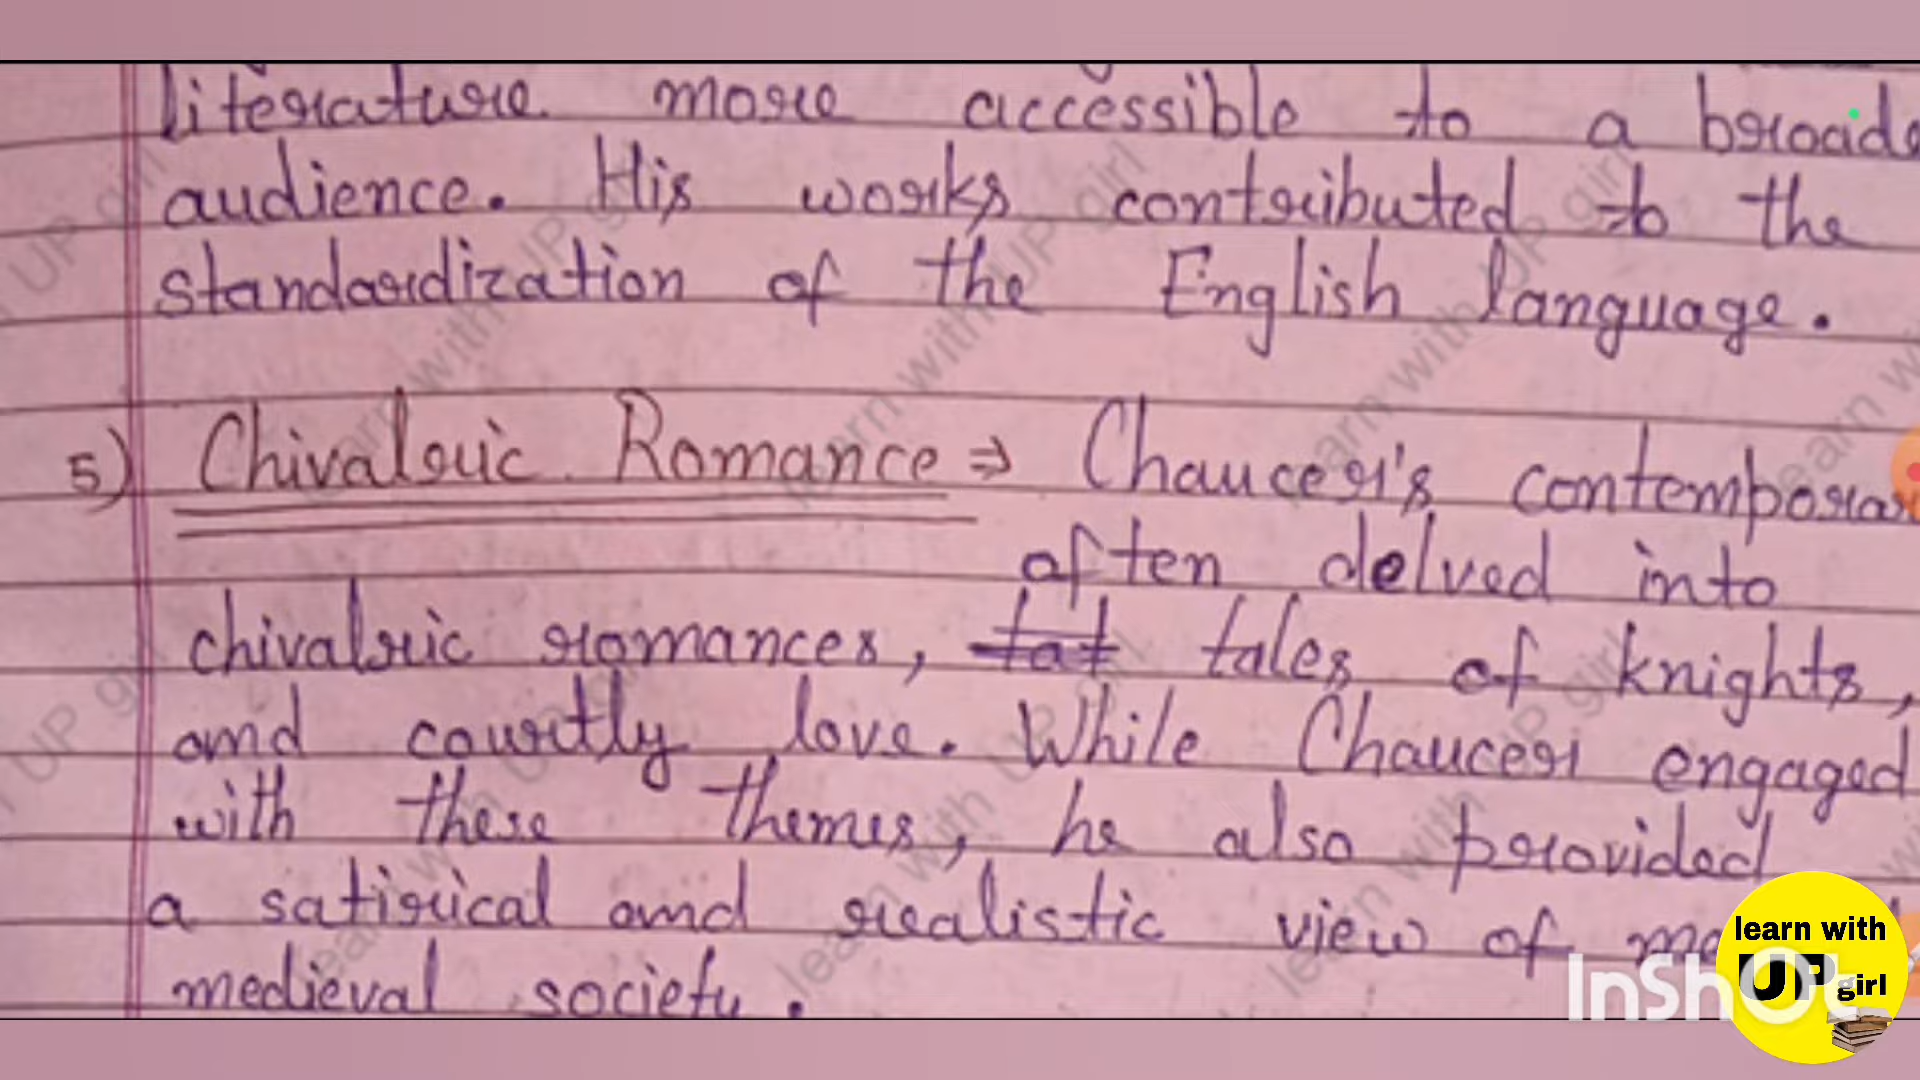 literature more accessible to a broade
audience. His works contributed to the
standardization of the English language.
5) Chivalric Romance ⇒ Chaucer's contemporar
often delved into
chivalric romances, tales of knights,
and courtly love. While Chaucer engaged
with these themes, he also provided
a satirical and realistic view of
medieval society.
learn with
UP girl
InShOt